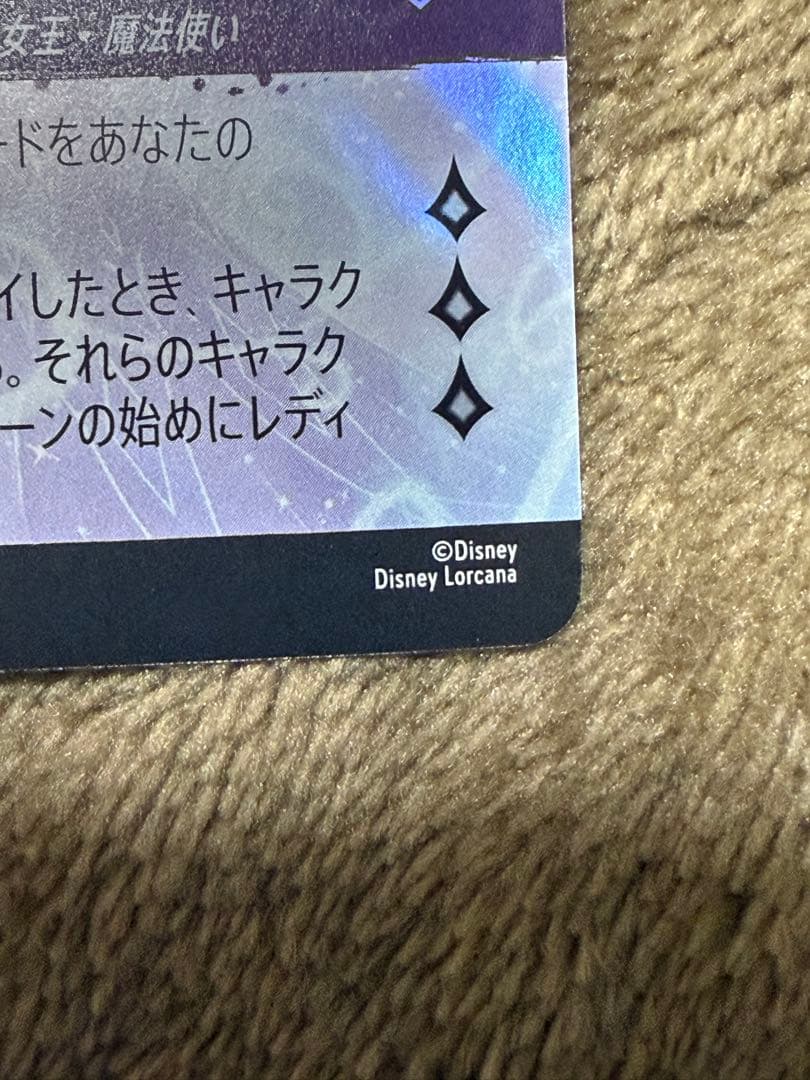 女王・魔法使い
ードをあなたの
イしたとき、キャラク
。それらのキャラク
ーンの始めにレディ
©Disney
Disney Lorcana